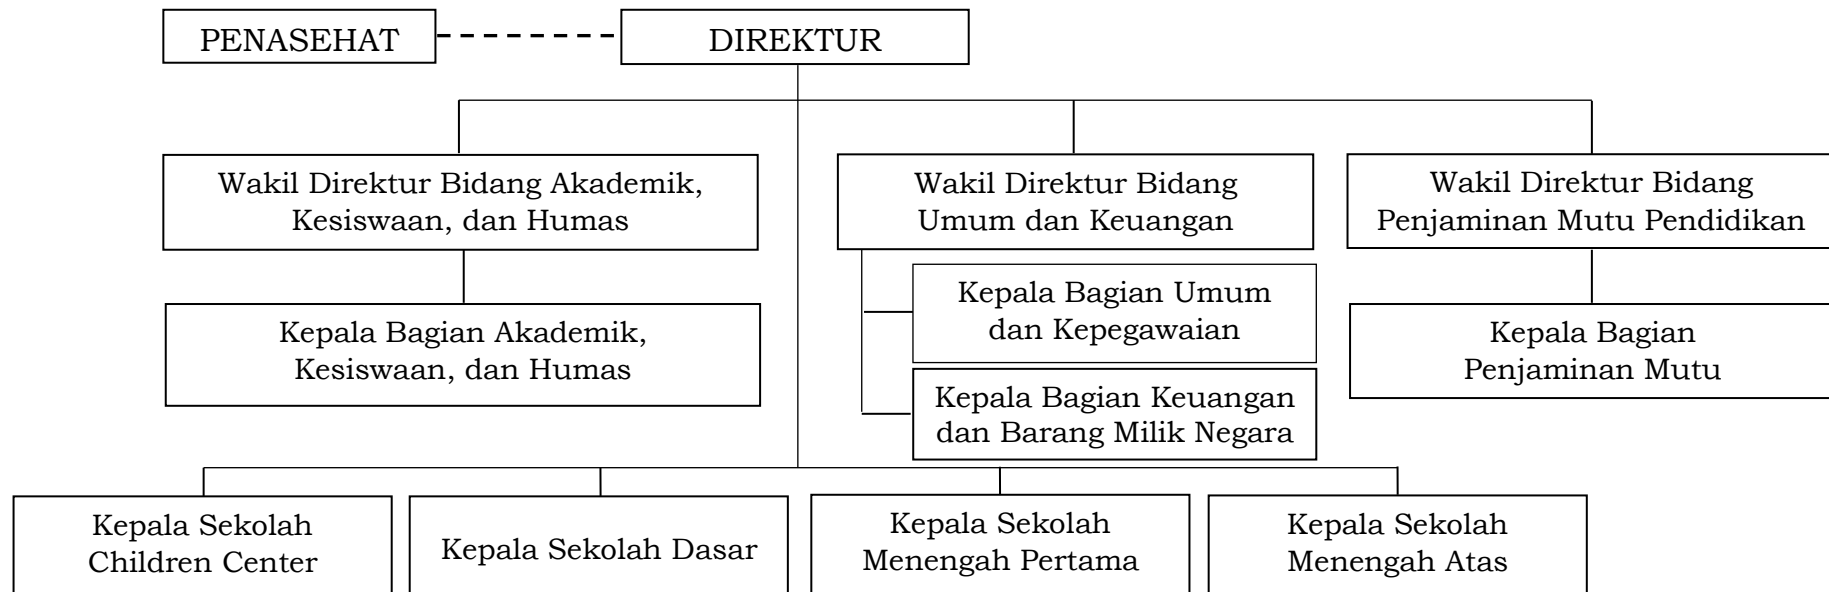 PENASEHAT
DIREKTUR
Wakil Direktur Bidang Akademik,
Kesiswaan, dan Humas
Wakil Direktur Bidang
Umum dan Keuangan
Wakil Direktur Bidang
Penjaminan Mutu Pendidikan
Kepala Bagian Akademik,
Kesiswaan, dan Humas
Kepala Bagian Umum
dan Kepegawaian
Kepala Bagian Keuangan
dan Barang Milik Negara
Kepala Bagian
Penjaminan Mutu
Kepala Sekolah
Children Center
Kepala Sekolah Dasar
Kepala Sekolah
Menengah Pertama
Kepala Sekolah
Menengah Atas